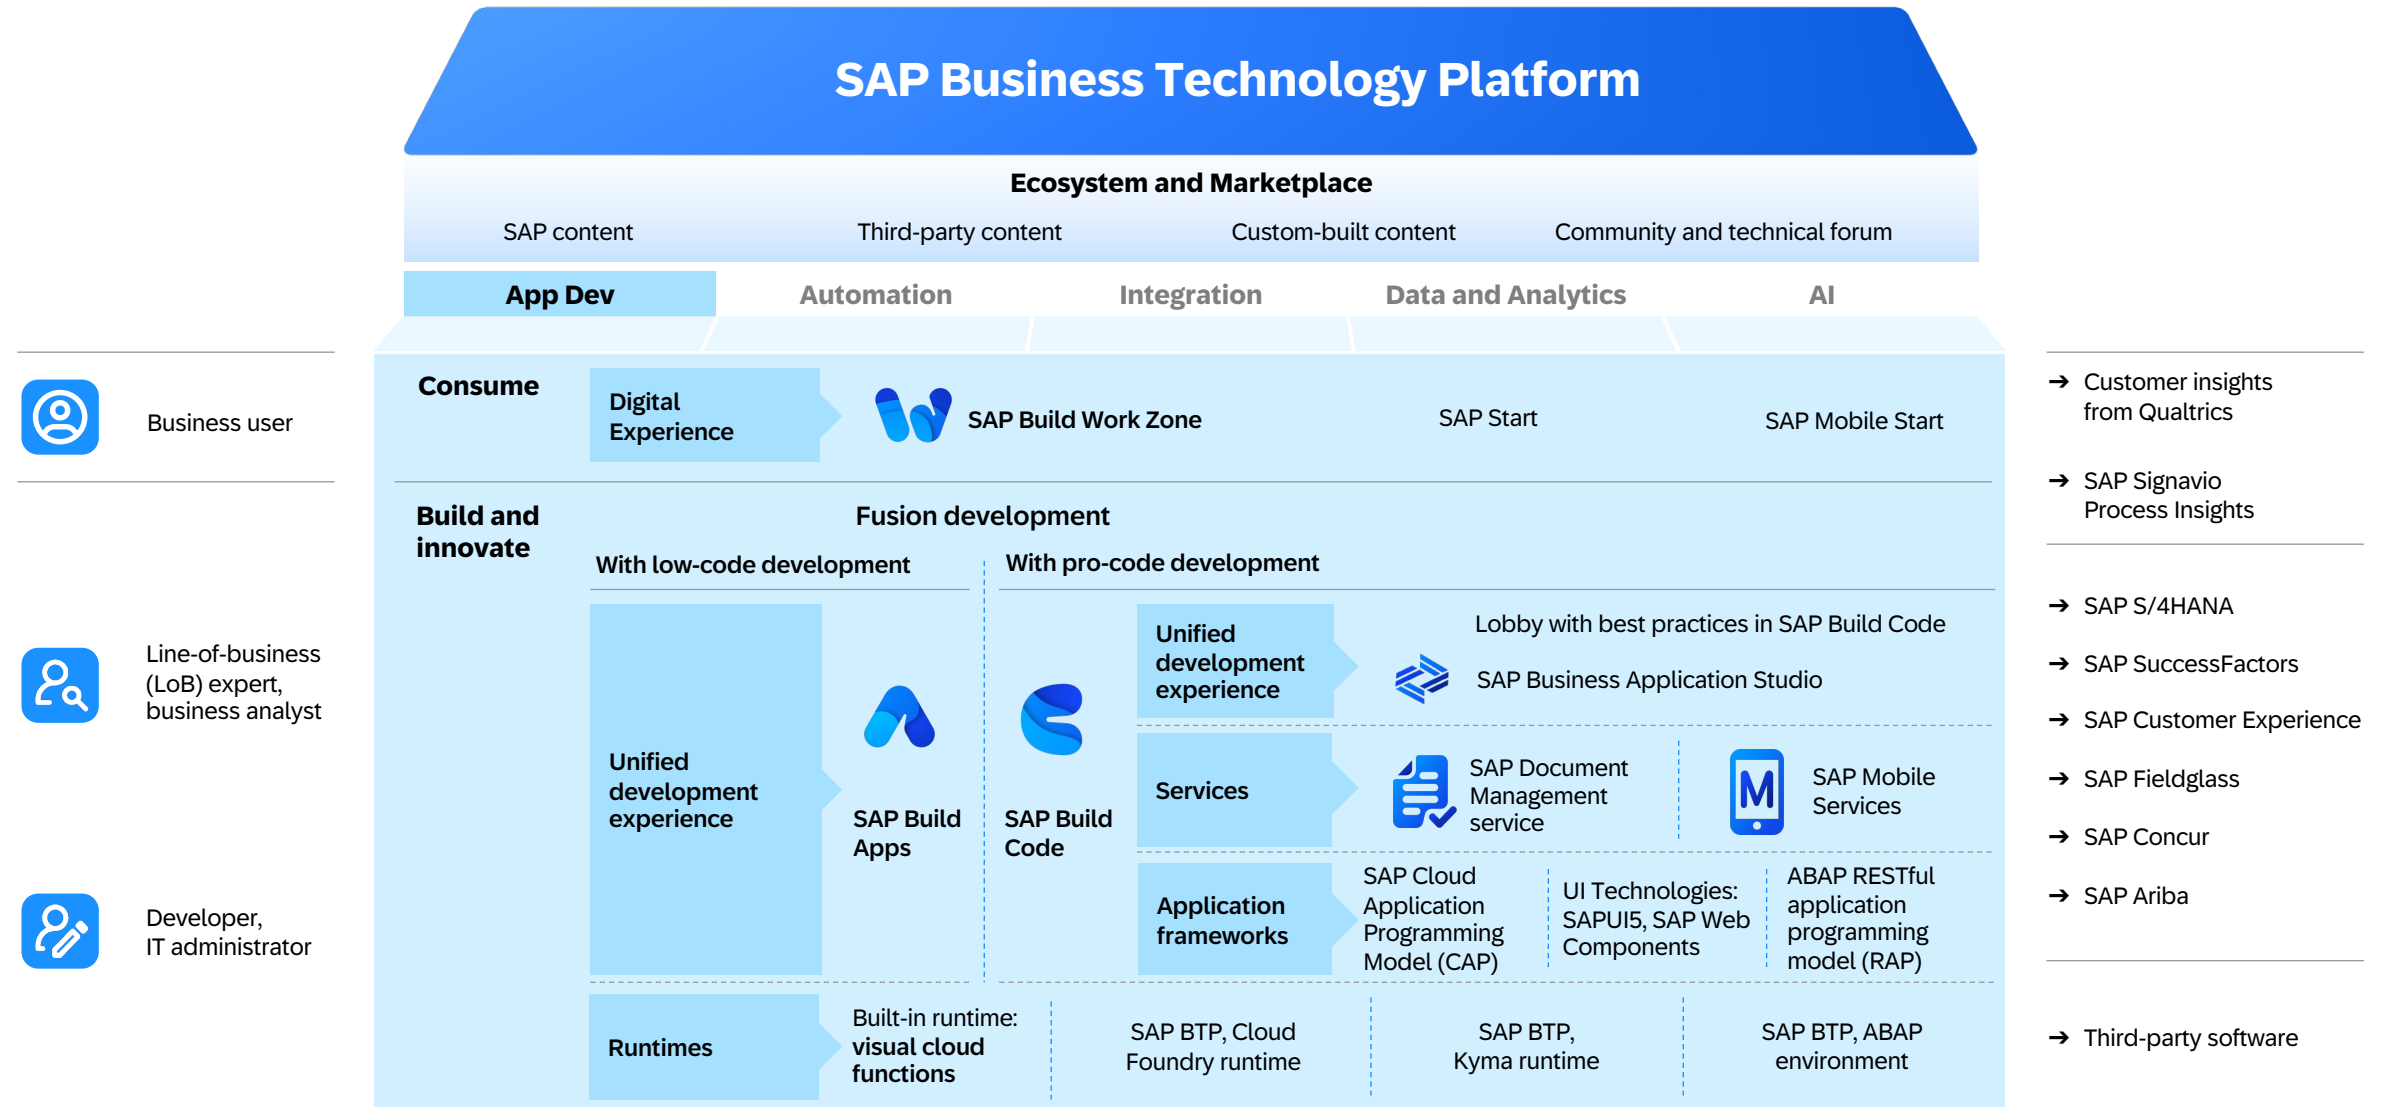 SAP Business Technology Platform
Ecosystem and Marketplace
SAP content
Third-party content
Custom-built content
Community and technical forum
App Dev
Automation
Integration
Data and Analytics
AI
Business user
Consume
Digital
Experience
SAP Build Work Zone
SAP Start
SAP Mobile Start
Build and
innovate
Fusion development
With low-code development
With pro-code development
Line-of-business
(LoB) expert,
business analyst
Developer,
IT administrator
Unified
development
experience
SAP Build
Apps
SAP Build
Code
Unified
development
experience
Lobby with best practices in SAP Build Code
SAP Business Application Studio
Services
SAP Document
Management
service
M
SAP Mobile
Services
Application
frameworks
SAP Cloud
Application
Programming
Model (CAP)
UI Technologies:
SAPUI5, SAP Web
Components
ABAP RESTful
application
programming
model (RAP)
Runtimes
Built-in runtime:
visual cloud
functions
SAP BTP, Cloud
Foundry runtime
SAP BTP,
Kyma runtime
SAP BTP, ABAP
environment
➔ Customer insights
from Qualtrics
➔ SAP Signavio
Process Insights
➔ SAP S/4HANA
➔ SAP SuccessFactors
➔ SAP Customer Experience
➔ SAP Fieldglass
➔ SAP Concur
➔ SAP Ariba
➔ Third-party software